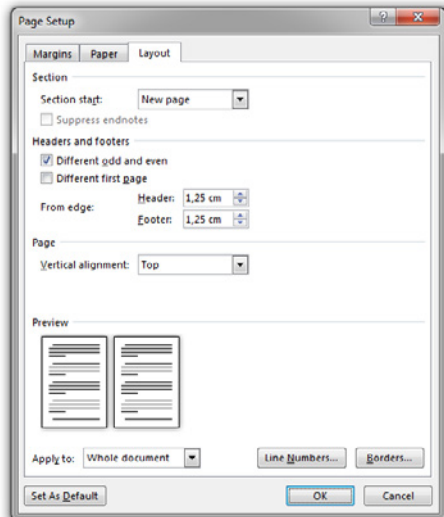 Page Setup
Margins Paper Layout
Section
Section start: New page
Suppress endnotes
Headers and footers
Different odd and even
Different first page
From edge: Header: 1,25 cm
Footer: 1,25 cm
Page
Vertical alignment: Top
Preview
Apply to: Whole document Line Numbers... Borders...
Set As Default OK Cancel